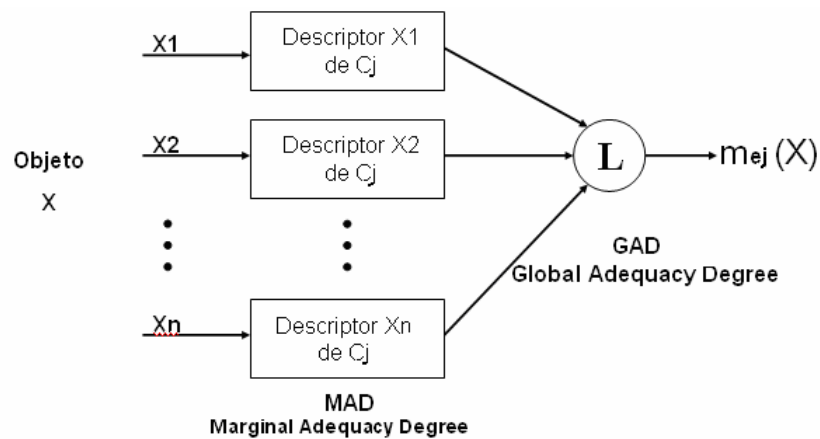 X1
Descriptor X1
de Cj
X2
Descriptor X2
de Cj
L
mej (X)
Objeto
X
GAD
Global Adequacy Degree
Xn
Descriptor Xn
de Cj
MAD
Marginal Adequacy Degree